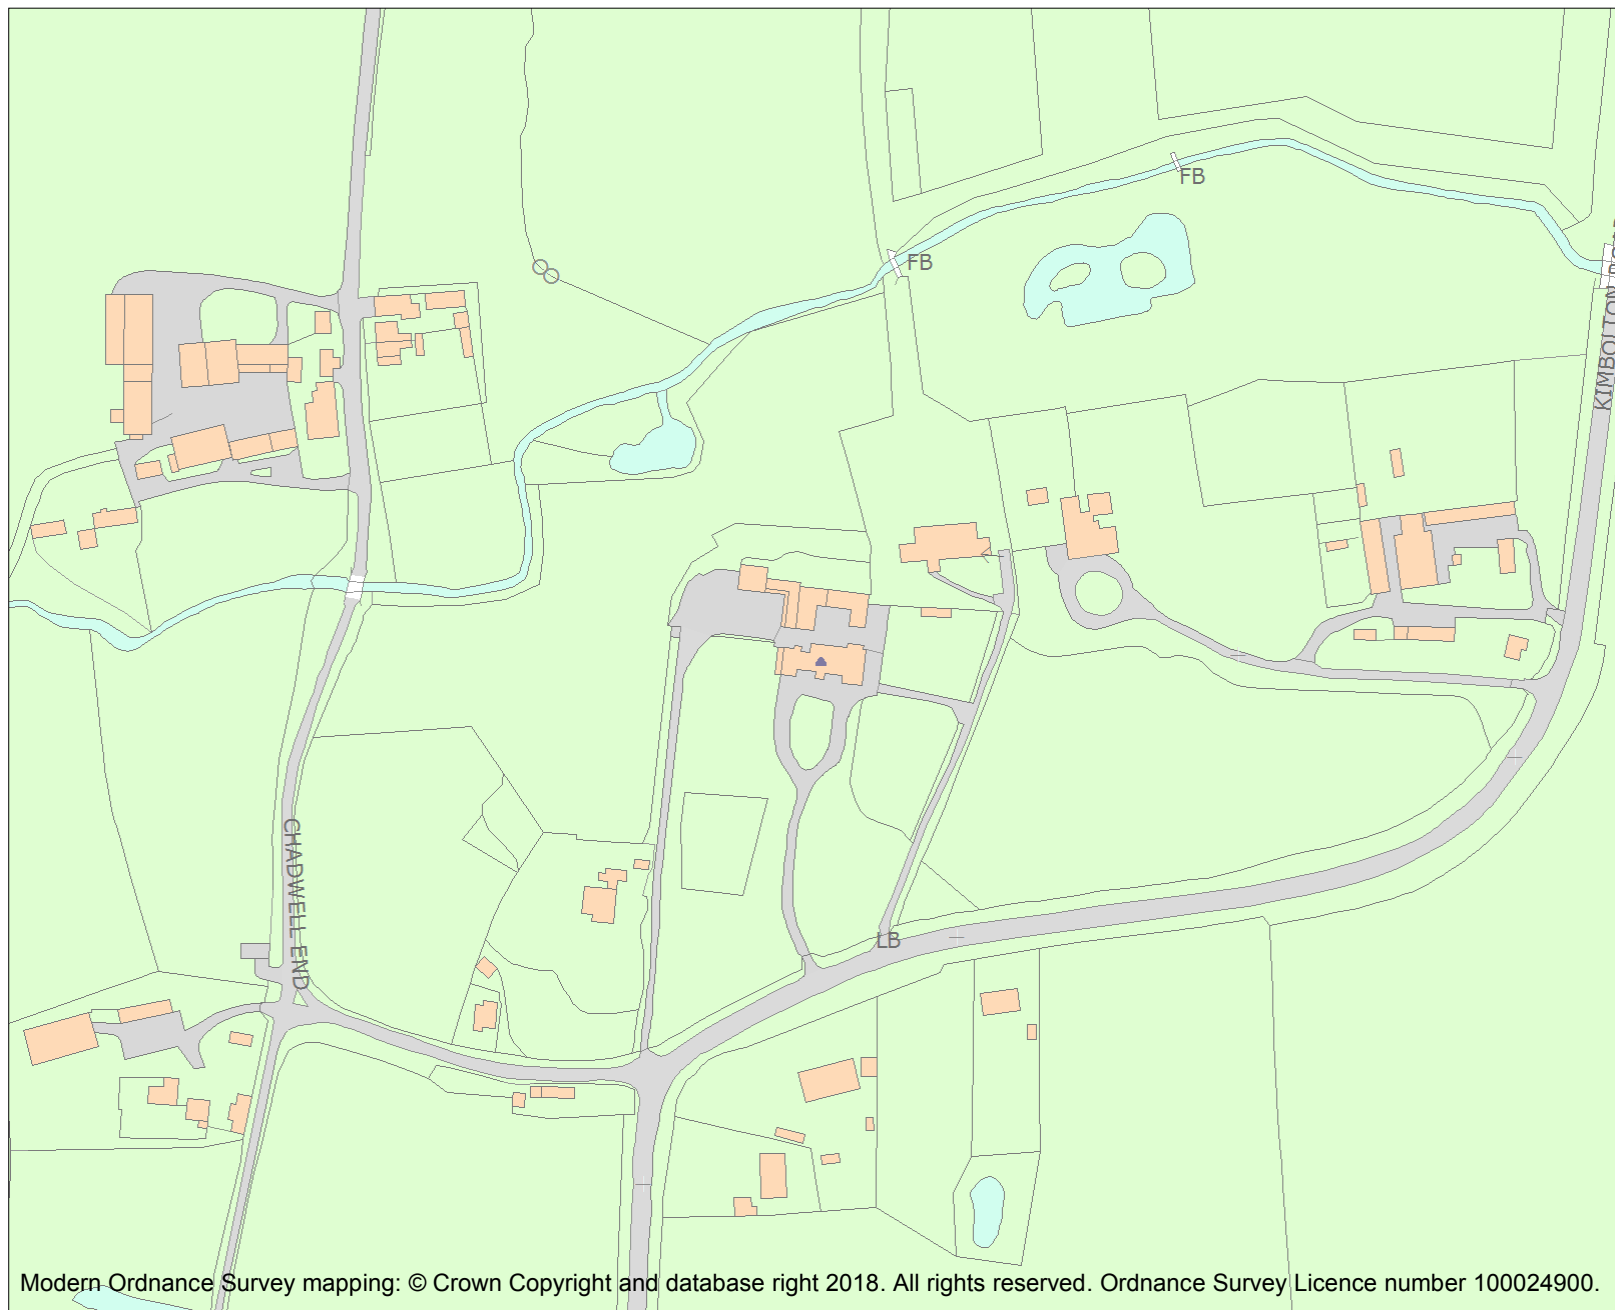 FB
FB
KIMBOLTON ROAD
CHADWELL END
LB
Modern Ordnance Survey mapping: © Crown Copyright and database right 2018. All rights reserved. Ordnance Survey Licence number 100024900.